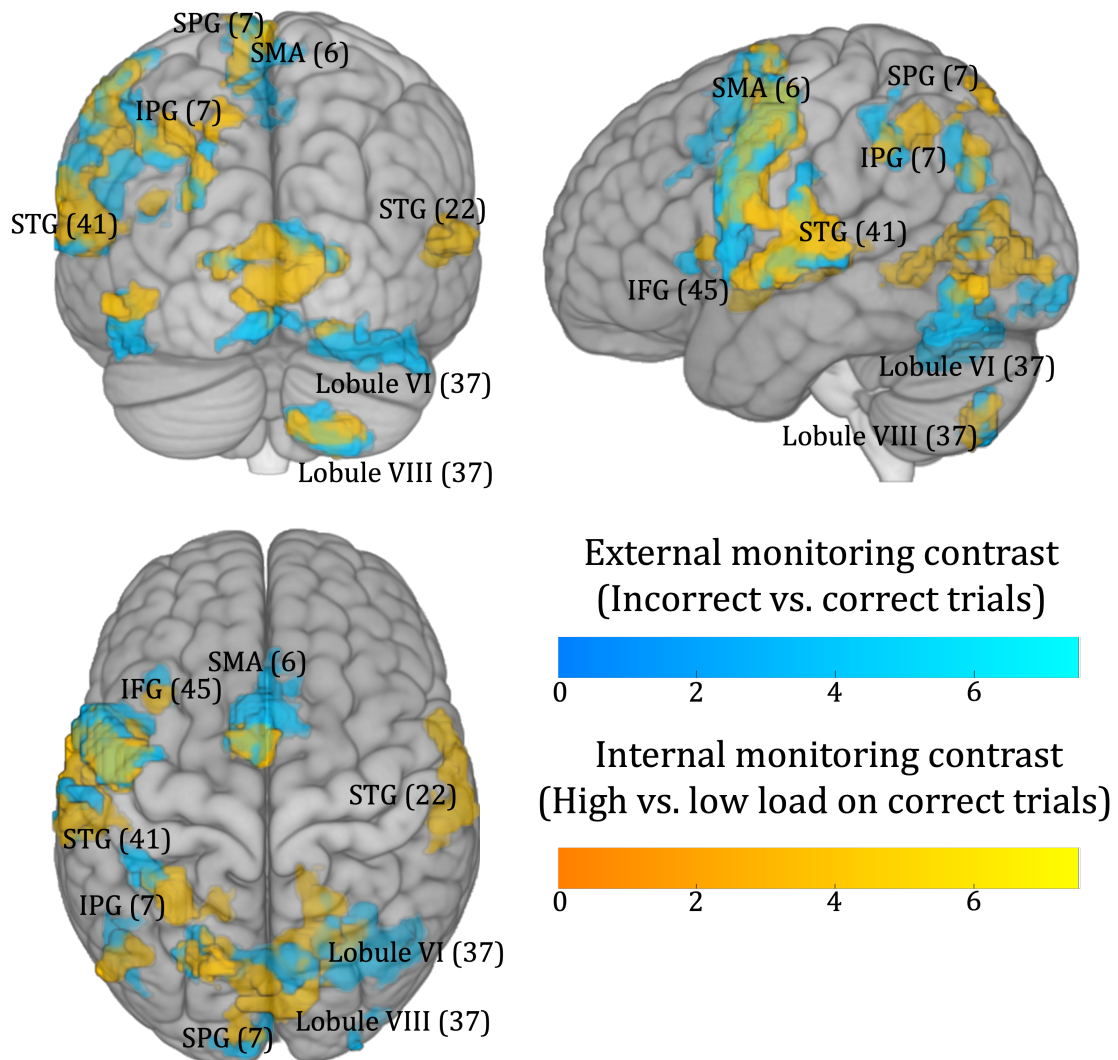 SPG (7)
SMA (6)
IPG (7)
STG (41)
STG (22)
Lobule VI (37)
Lobule VIII (37)
SMA (6)
SPG (7)
IPG (7)
STG (41)
IFG (45)
Lobule VI (37)
Lobule VIII (37)
SMA (6)
IFG (45)
STG (22)
STG (41)
IPG (7)
Lobule VI (37)
Lobule VIII (37)
SPG (7)
External monitoring contrast
(Incorrect vs. correct trials)
0 2 4 6
Internal monitoring contrast
(High vs. low load on correct trials)
0 2 4 6